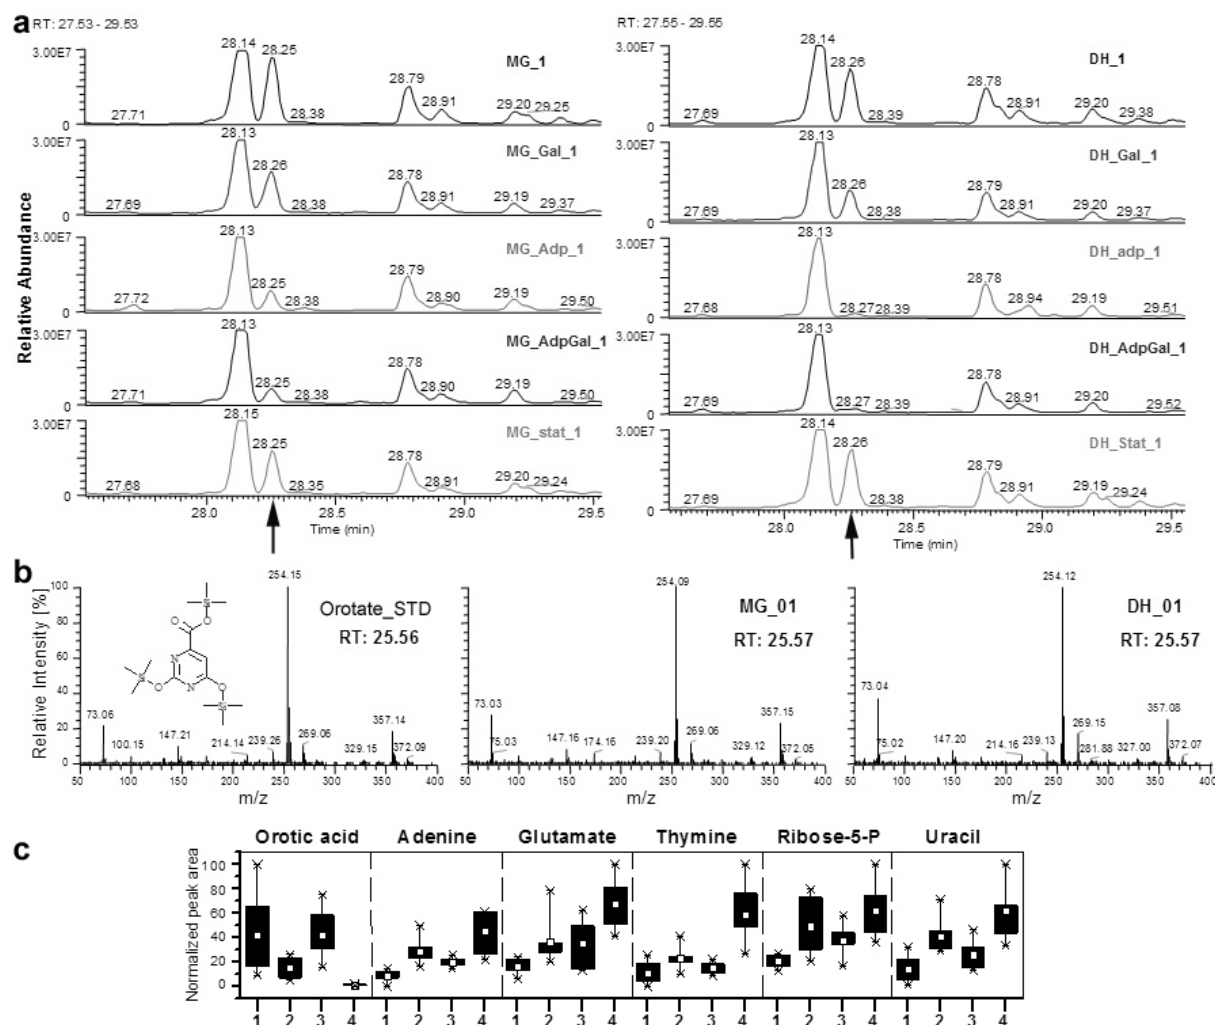 a
RT: 27.53 - 29.53
Relative Abundance
3.00E7
0
28.14 28.25 28.79 28.91 29.20 29.25 27.71 28.38
MG_1
3.00E7
0
28.13 28.26 28.78 28.91 29.19 29.37 27.69 28.38
MG_Gal_1
3.00E7
0
28.13 28.25 28.79 28.90 29.19 29.50 27.72 28.38
MG_Adp_1
3.00E7
0
28.13 28.25 28.78 28.90 29.19 29.50 27.71 28.38
MG_AdpGal_1
3.00E7
0
28.15 28.25 28.78 28.91 29.20 29.24 27.68 28.35
MG_stat_1
28.0 28.5 29.0 29.5
Time (min)
RT: 27.55 - 29.55
3.00E7
0
28.14 28.26 28.78 28.91 29.20 29.38 27.69 28.39
DH_1
3.00E7
0
28.13 28.26 28.79 28.91 29.20 29.37 27.69 28.38
DH_Gal_1
3.00E7
0
28.13 28.27 28.39 28.78 28.94 29.19 29.51 27.68
DH_adp_1
3.00E7
0
28.13 28.27 28.39 28.78 28.91 29.20 29.52 27.69
DH_AdpGal_1
3.00E7
0
28.14 28.26 28.79 28.91 29.19 29.24 27.69 28.38
DH_Stat_1
28.0 28.5 29.0 29.5
Time (min)
b
Relative Intensity [%]
100
80
60
40
20
0
Orotate_STD
RT: 25.56
254.15
73.06 100.15 147.21 214.14 239.26 269.06 329.15 357.14 372.09
Si O O N N O Si O Si
50 100 150 200 250 300 350 400
m/z
MG_01
RT: 25.57
254.09
73.03 75.03 147.16 174.16 239.20 269.06 329.12 357.15 372.05
50 100 150 200 250 300 350 400
m/z
DH_01
RT: 25.57
254.12
73.04 75.02 147.20 214.16 239.13 269.15 281.88 327.00 357.08 372.07
50 100 150 200 250 300 350 400
m/z
c
Orotic acid Adenine Glutamate Thymine Ribose-5-P Uracil
Normalized peak area
100
80
60
40
20
0
1 2 3 4 1 2 3 4 1 2 3 4 1 2 3 4 1 2 3 4 1 2 3 4